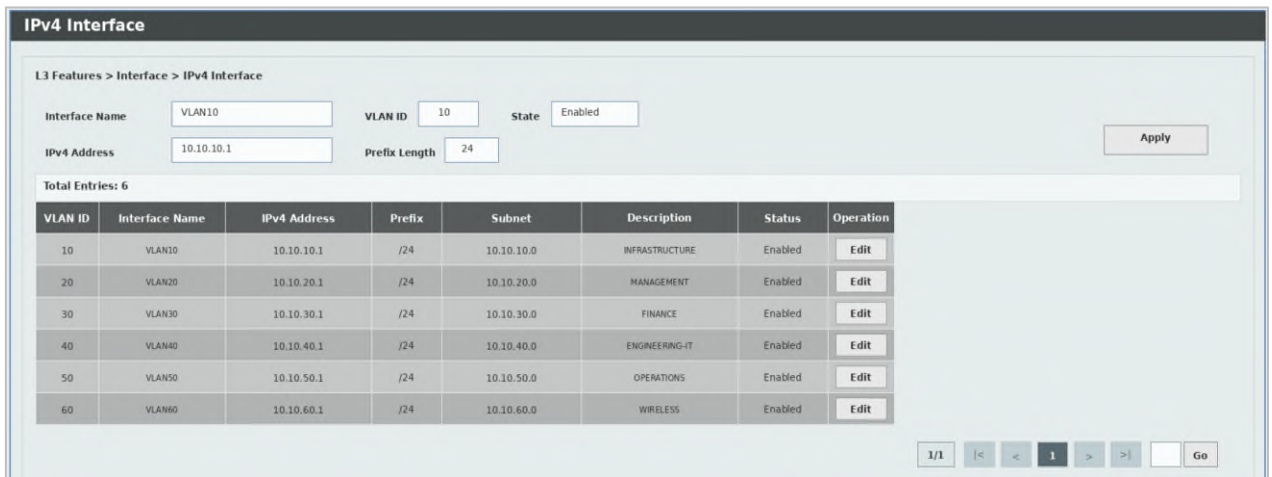 IPv4 Interface
L3 Features > Interface > IPv4 Interface
Interface Name VLAN10 VLAN ID 10 State Enabled
Apply
IPv4 Address 10.10.10.1 Prefix Length 24
Total Entries: 6
VLAN ID Interface Name IPv4 Address Prefix Subnet Description Status Operation
10 VLAN10 10.10.10.1 /24 10.10.10.0 INFRASTRUCTURE Enabled Edit
20 VLAN20 10.10.20.1 /24 10.10.20.0 MANAGEMENT Enabled Edit
30 VLAN30 10.10.30.1 /24 10.10.30.0 FINANCE Enabled Edit
40 VLAN40 10.10.40.1 /24 10.10.40.0 ENGINEERING-IT Enabled Edit
50 VLAN50 10.10.50.1 /24 10.10.50.0 OPERATIONS Enabled Edit
60 VLAN60 10.10.60.1 /24 10.10.60.0 WIRELESS Enabled Edit
1/1 |< < 1 > >| Go